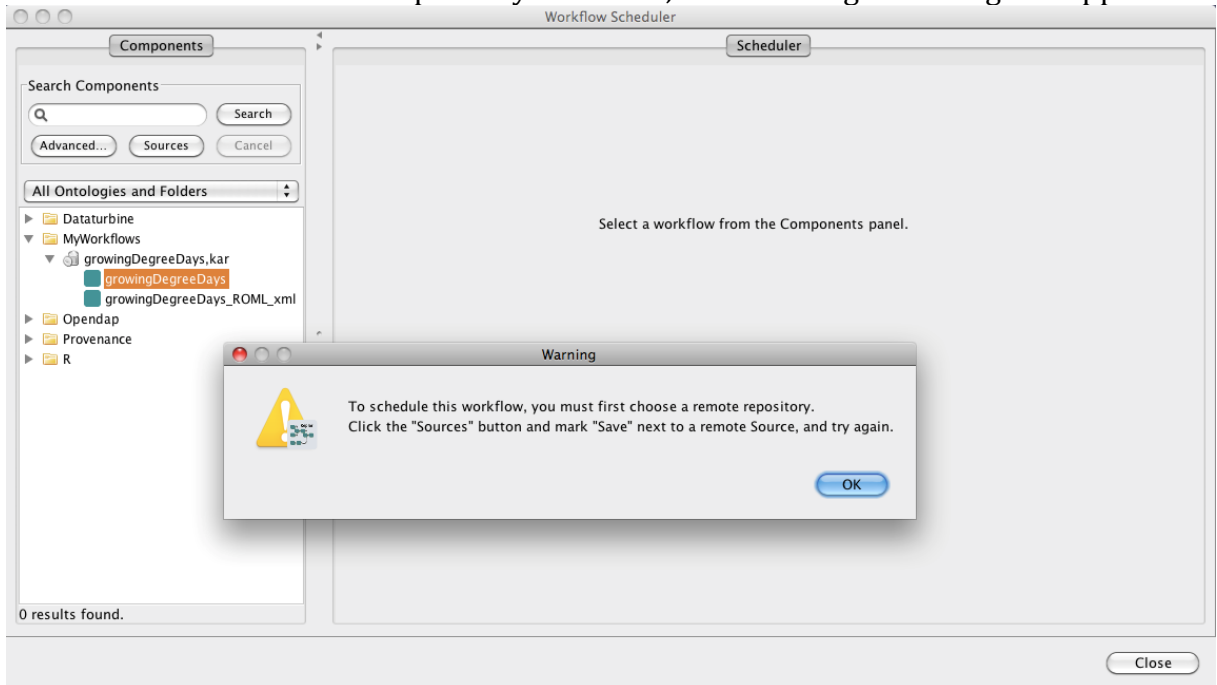 Workflow Scheduler
Components
Scheduler
Search Components
Search
Advanced...
Sources
Cancel
All Ontologies and Folders
Dataturbine
MyWorkflows
growingDegreeDays,kar
growingDegreeDays
growingDegreeDays_ROML_xml
Opendap
Provenance
R
0 results found.
Select a workflow from the Components panel.
Warning
To schedule this workflow, you must first choose a remote repository.
Click the "Sources" button and mark "Save" next to a remote Source, and try again.
OK
Close